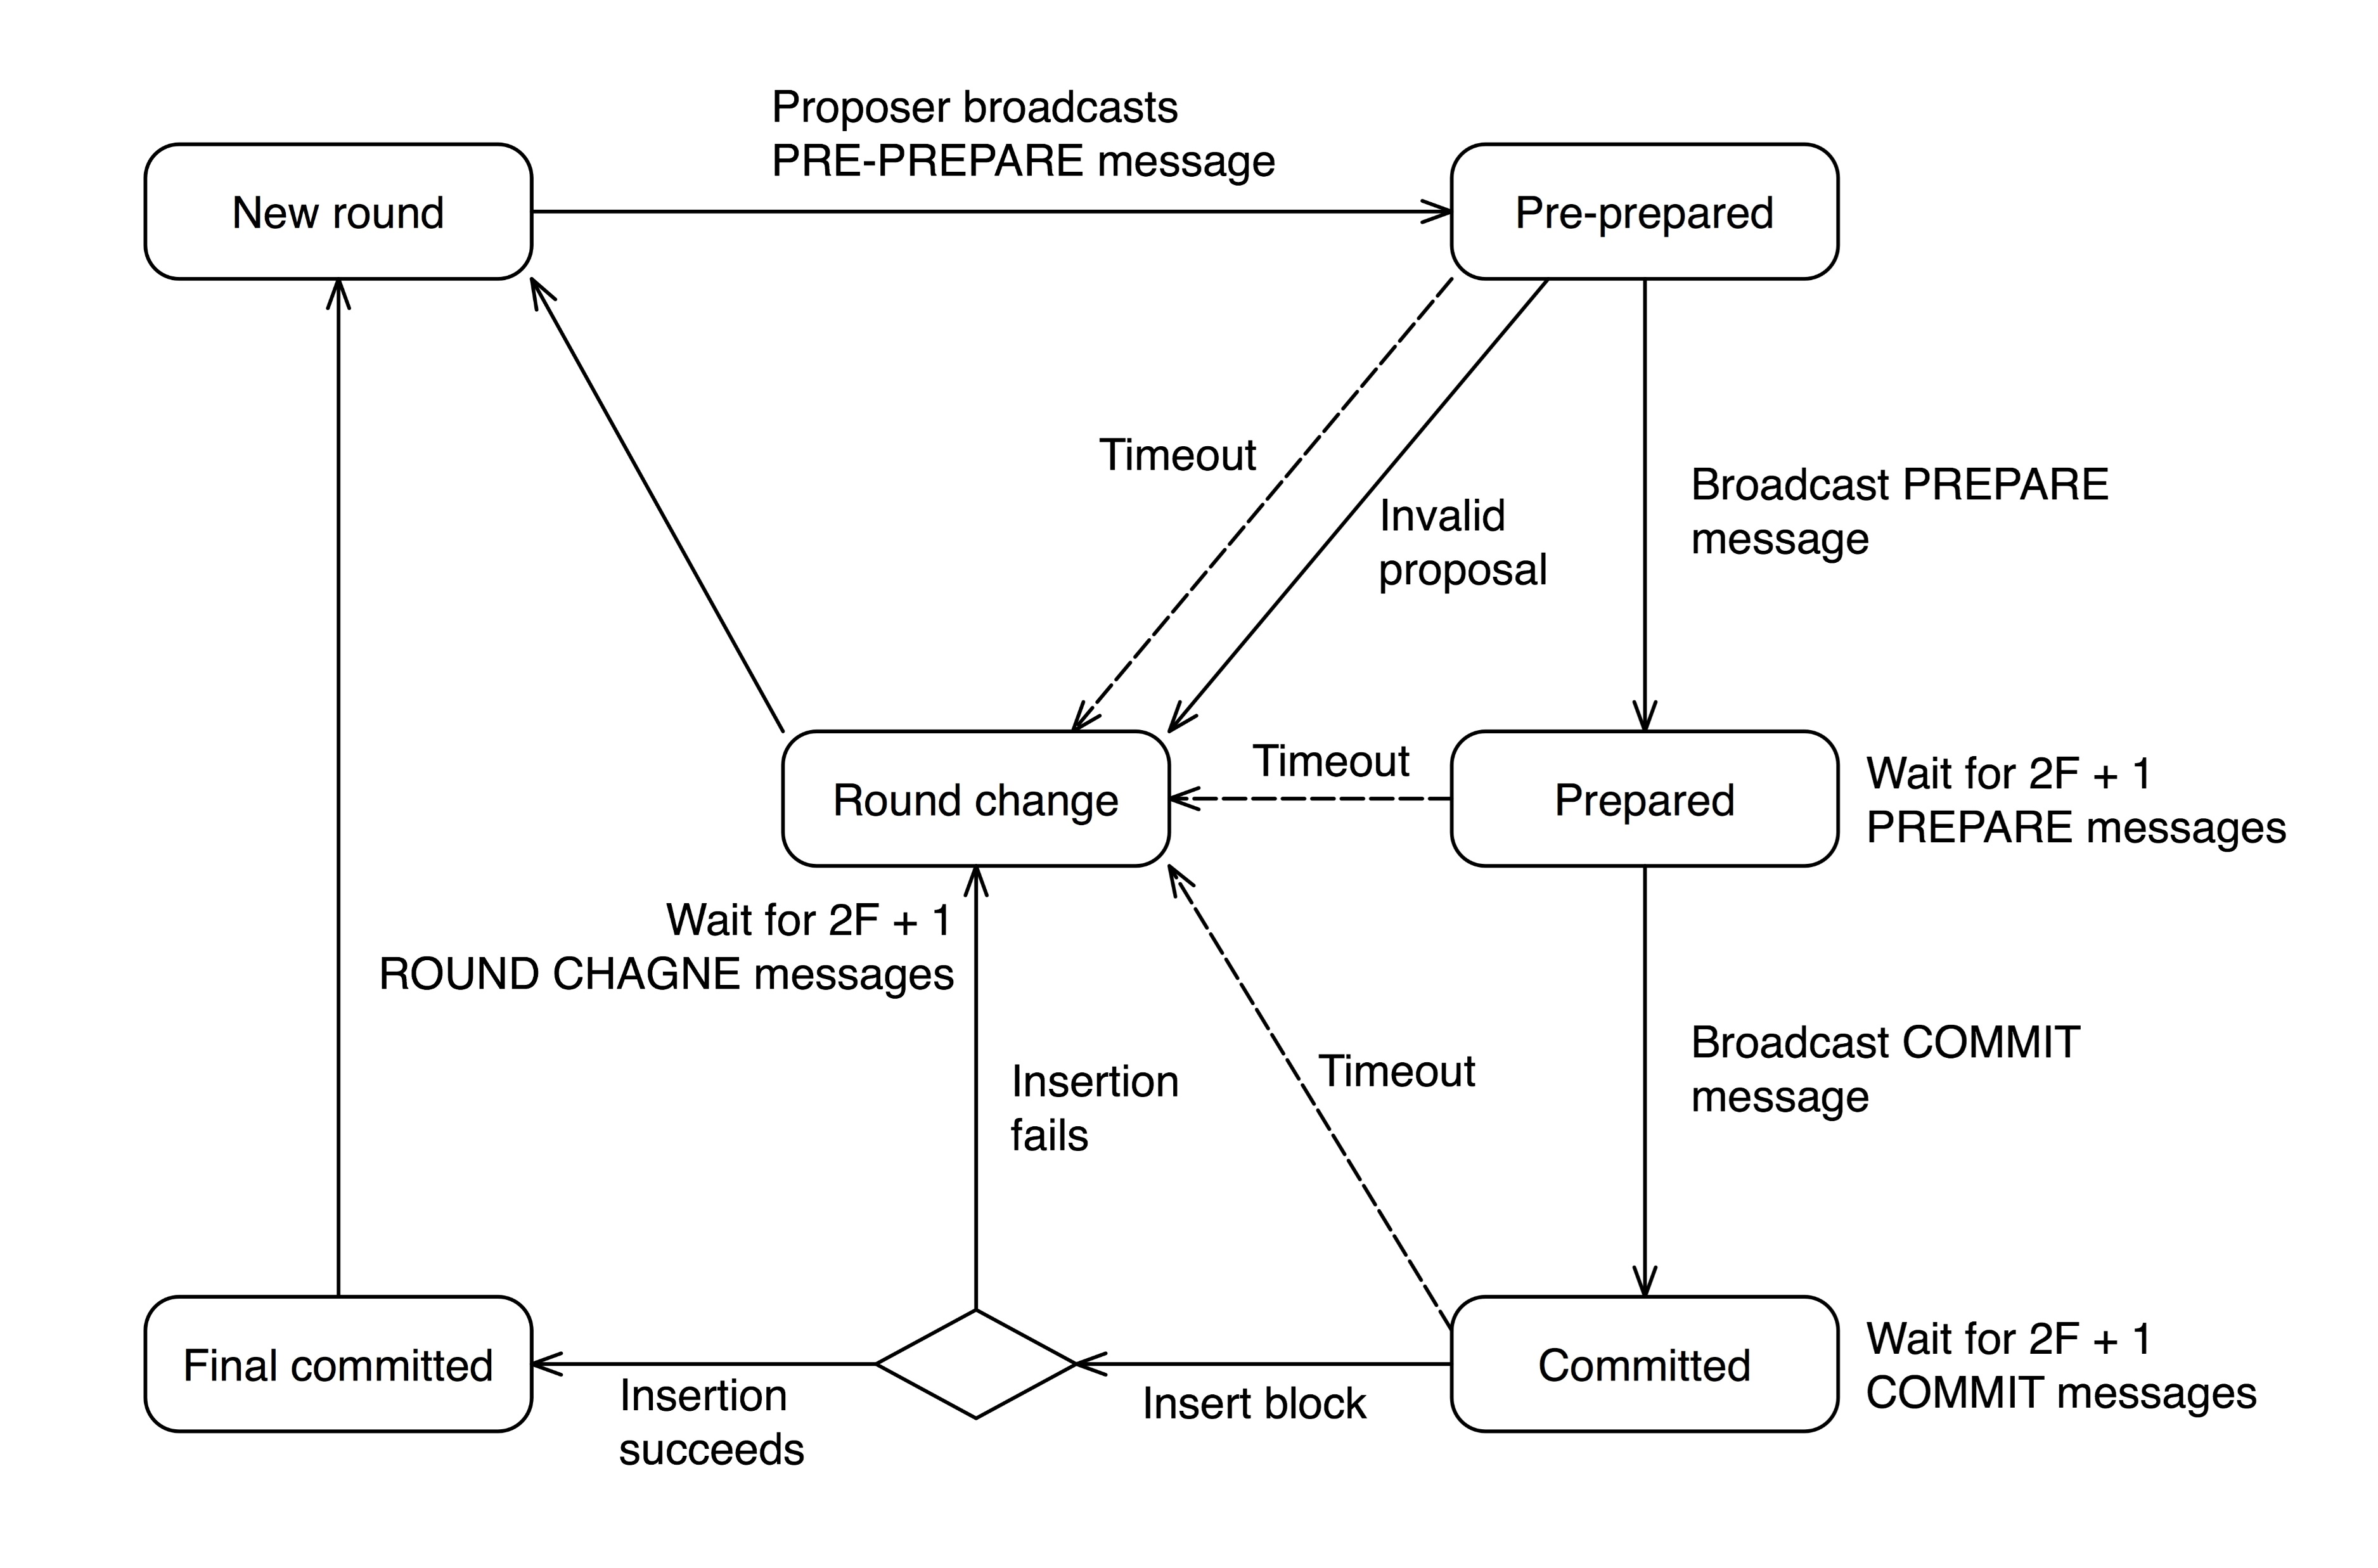 Proposer broadcasts
PRE-PREPARE message
New round
Pre-prepared
Timeout
Invalid
proposal
Broadcast PREPARE
message
Round change
Timeout
Prepared
Wait for 2F + 1
PREPARE messages
Wait for 2F + 1
ROUND CHAGNE messages
Insertion
fails
Timeout
Broadcast COMMIT
message
Final committed
Insertion
succeeds
Insert block
Committed
Wait for 2F + 1
COMMIT messages